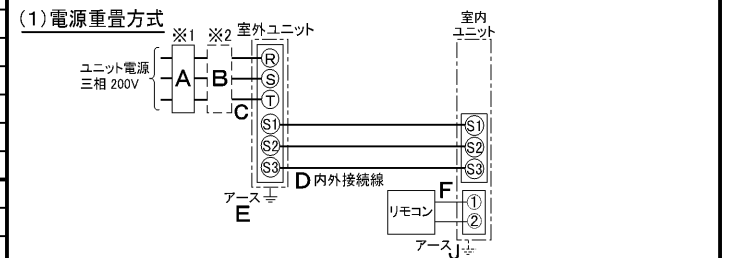 (1)電源重畳方式
※1 ※2 室外ユニット
室内
ユニット
ユニット電源
三相 200V
A
B
C
R
S
T
S1
S2
S3
S1
S2
S3
D 内外接続線
アース
E
F
リモコン
1
2
アース J